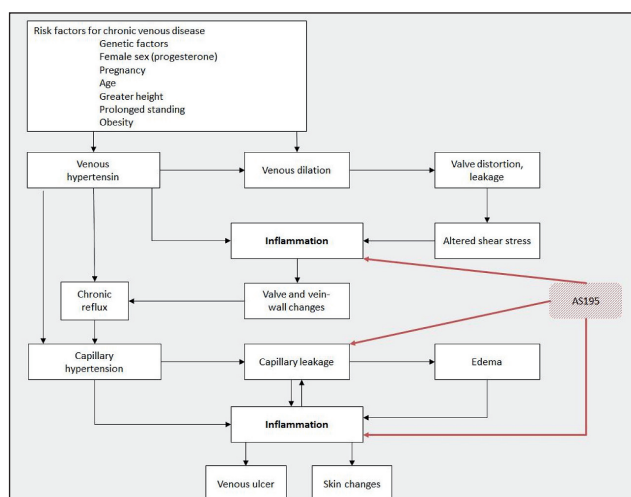 Risk factors for chronic venous disease
Genetic factors
Female sex (progesterone)
Pregnancy
Age
Greater height
Prolonged standing
Obesity
Venous
hypertensin
Venous dilation
Valve distortion,
leakage
Inflammation
Altered shear stress
Chronic
reflux
Valve and vein-
wall changes
AS195
Capillary
hypertension
Capillary leakage
Edema
Inflammation
Venous ulcer
Skin changes